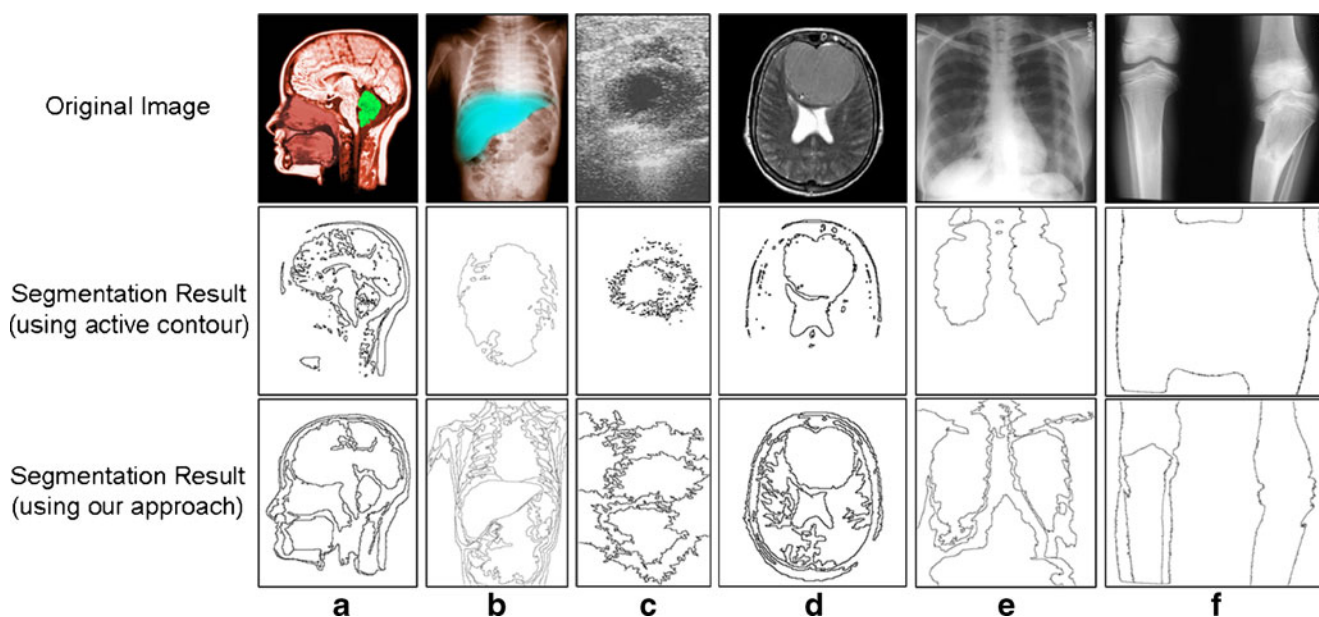 Original Image
Segmentation Result
(using active contour)
Segmentation Result
(using our approach)
a b c d e f